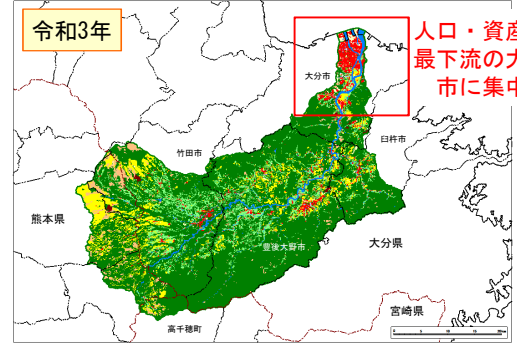 令和3年
人口・資産
最下流の大
市に集中
大分市
臼杵市
竹田市
熊本県
豊後大野市
大分県
宮崎県
高千穂町